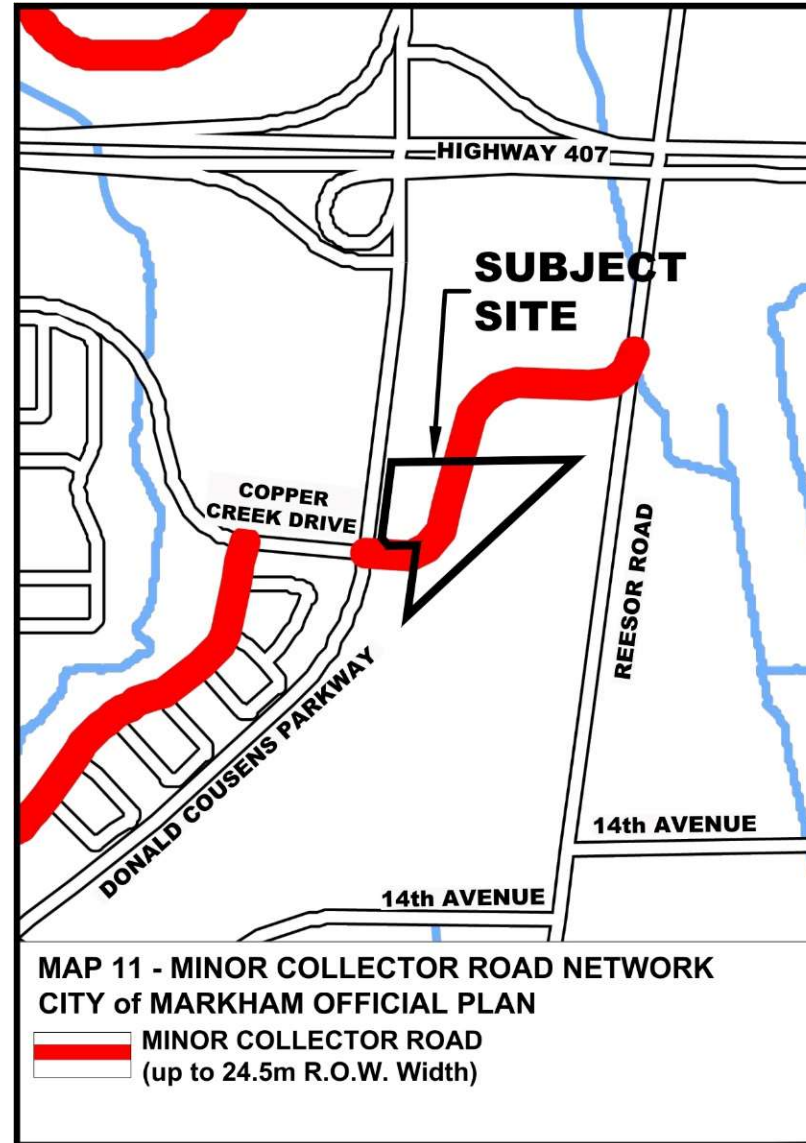 HIGHWAY 407
SUBJECT
SITE
COPPER
CREEK DRIVE
REESOR ROAD
DONALD COUSENS PARKWAY
14th AVENUE
14th AVENUE
MAP 11 - MINOR COLLECTOR ROAD NETWORK
CITY of MARKHAM OFFICIAL PLAN
MINOR COLLECTOR ROAD
(up to 24.5m R.O.W. Width)